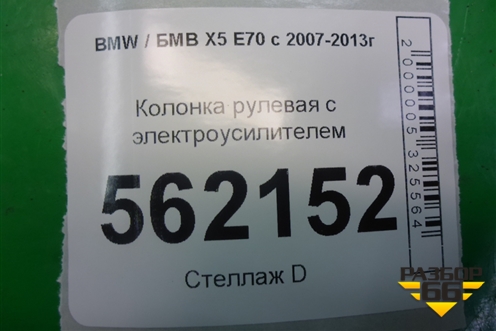 BMW / БМВ X5 E70 с 2007-2013г
Колонка рулевая с
электроусилителем
562152
Стеллаж D
2000005325564
РАЗБОР
66